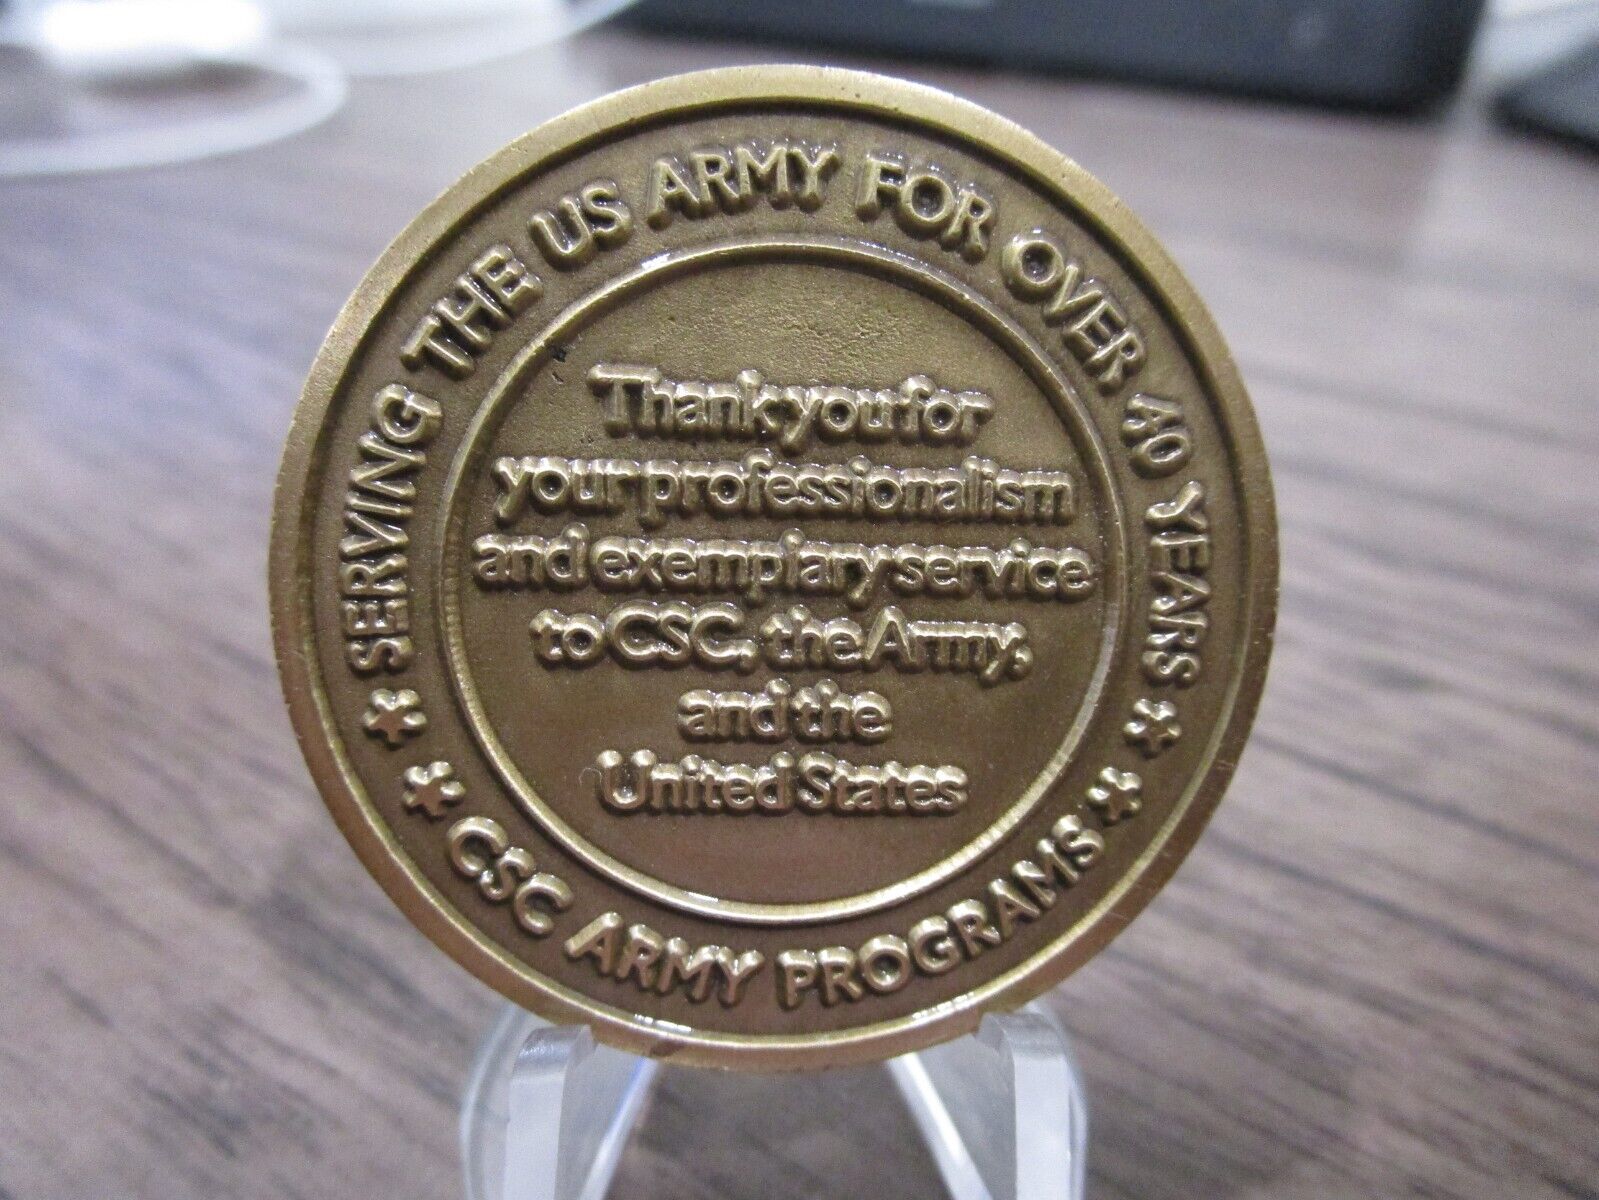 SERVING THE US ARMY FOR OVER 40 YEARS
Thank you for
your professionalism
and exemplary service
to CSC, the Army,
and the
United States
CSC ARMY PROGRAMS